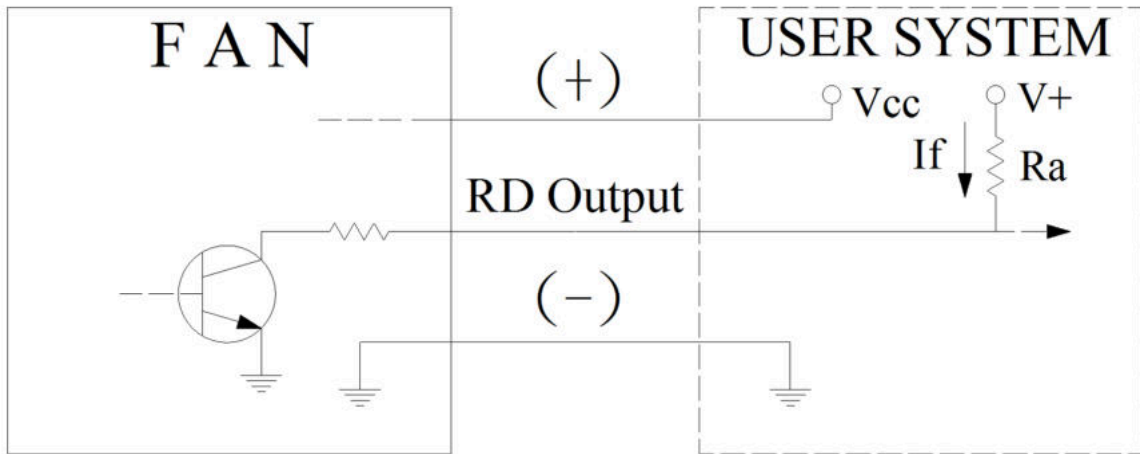 F A N
USER SYSTEM
(+)
Vcc
V+
If
Ra
RD Output
(-)